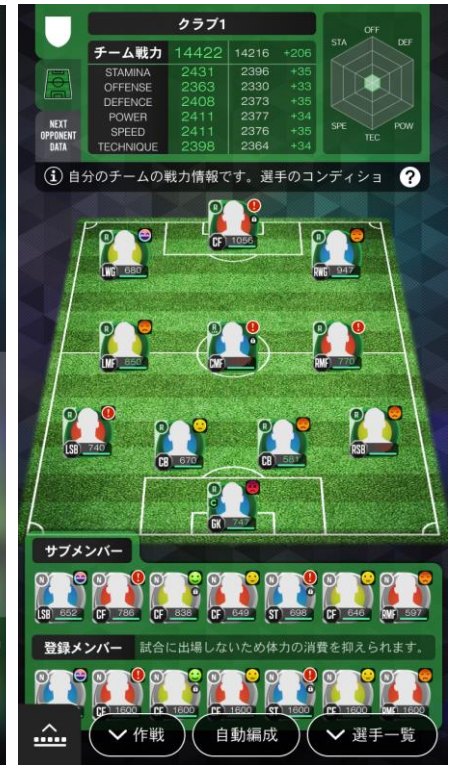 クラブ1
チーム戦力 14422 14216 +206
STAMINA 2431 2396 +35
OFFENSE 2363 2330 +33
DEFENCE 2408 2373 +35
POWER 2411 2377 +34
SPEED 2411 2376 +35
TECHNIQUE 2398 2364 +34
NEXT
OPPONENT
DATA
OFF
STA DEF
SPE POW
TEC
i 自分のチームの戦力情報です。選手のコンディショ ?
R ! CF 1056
R LWG 680
R RWG 947
R LMF 850
R ! CMF
R ! RMF 770
R ! LSB 740
R CB 670
R CB 581
R RSB
R C GK 747
サブメンバー
N N N N N N N
LSB 652 CF 786 CF 838 CF 649 ST 698 CF 646 RMF 597
登録メンバー 試合に出場しないため体力の消費を抑えられます。
N N N N N N N
CF 1600 CF 1600 CF 1600 ST 1600 CF 1600
作戦 自動編成 選手一覧